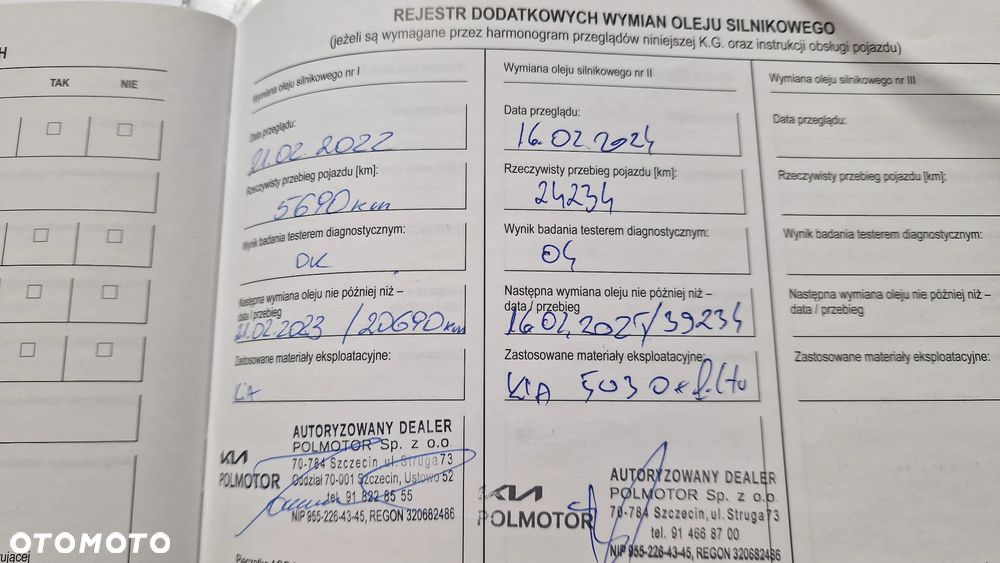 REJESTR DODATKOWYCH WYMIAN OLEJU SILNIKOWEGO
(jeżeli są wymagane przez harmonogram przeglądów niniejszej K.G. oraz instrukcji obsługi pojazdu)
H
TAK NIE
Wymiana oleju silnikowego nr I
Data przeglądu:
21.02.2022
Rzeczywisty przebieg pojazdu [km]:
5690km
Wynik badania testerem diagnostycznym:
OK
Następna wymiana oleju nie później niż –
data / przebieg
21.02.2023 / 20690km
Zastosowane materiały eksploatacyjne:
KIA
AUTORYZOWANY DEALER
POLMOTOR Sp. z o.o.
70-784 Szczecin, ul. Struga 73
Oddział 70-001 Szczecin, Ustowo 52
tel. 91 822 85 55
NIP 955-226-43-45, REGON 320682486
KIA
POLMOTOR
Wymiana oleju silnikowego nr II
Data przeglądu:
16.02.2024
Rzeczywisty przebieg pojazdu [km]:
24234
Wynik badania testerem diagnostycznym:
Następna wymiana oleju nie później niż –
data / przebieg
16.02.2025/39234
Zastosowane materiały eksploatacyjne:
KIA 5030
AUTORYZOWANY DEALER
POLMOTOR Sp. z o.o.
70-784 Szczecin, ul. Struga 73
tel. 91 466 87 00
NIP 955-226-43-45, REGON 320682486
KIA
POLMOTOR
Wymiana oleju silnikowego nr III
Data przeglądu:
Rzeczywisty przebieg pojazdu [km]:
Wynik badania testerem diagnostycznym:
Następna wymiana oleju nie później niż –
data / przebieg
Zastosowane materiały eksploatacyjne:
OTOMOTO